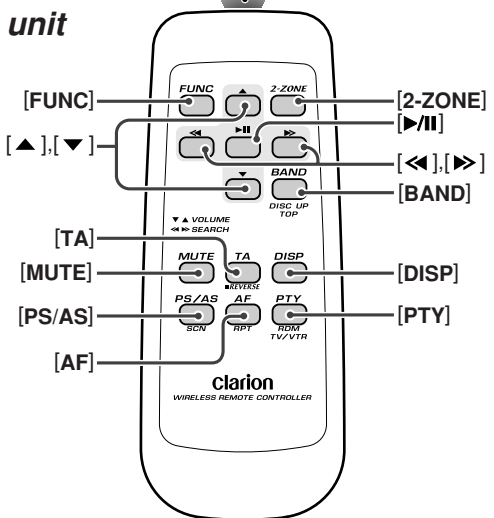 unit
FUNC 2-ZONE
[FUNC] [2-ZONE]
▲
▶/II
[▶/II]
[▲],[▼]
◀◀ ▶▶
[◀◀],[▶▶]
▼ BAND
[BAND]
DISC UP
TOP
▼ ▲ VOLUME
◀◀ ▶▶ SEARCH
[TA]
MUTE TA DISP
[MUTE] [DISP]
■REVERSE
PS/AS AF PTY
[PS/AS] [PTY]
SCN RPT RDM
TV/VTR
[AF]
clarion
WIRELESS REMOTE CONTROLLER